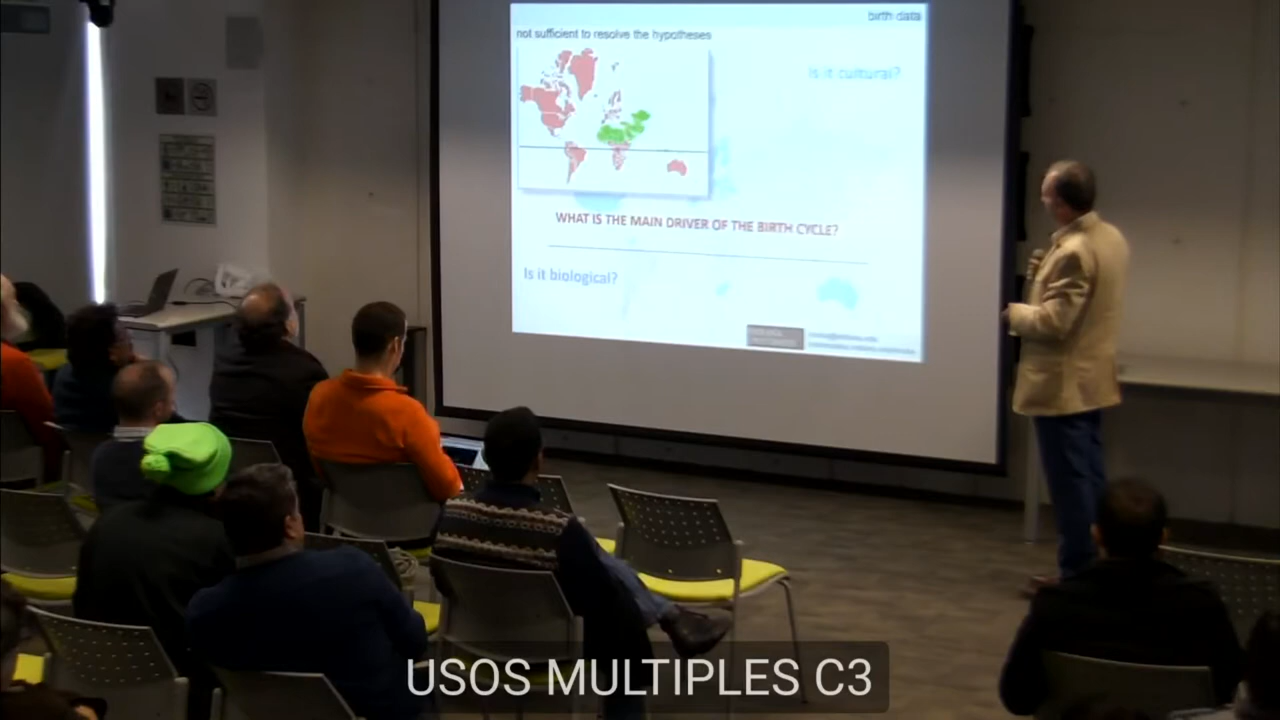 birth data
not sufficient to resolve the hypotheses
Is it cultural?
WHAT IS THE MAIN DRIVER OF THE BIRTH CYCLE?
Is it biological?
USOS MULTIPLES C3